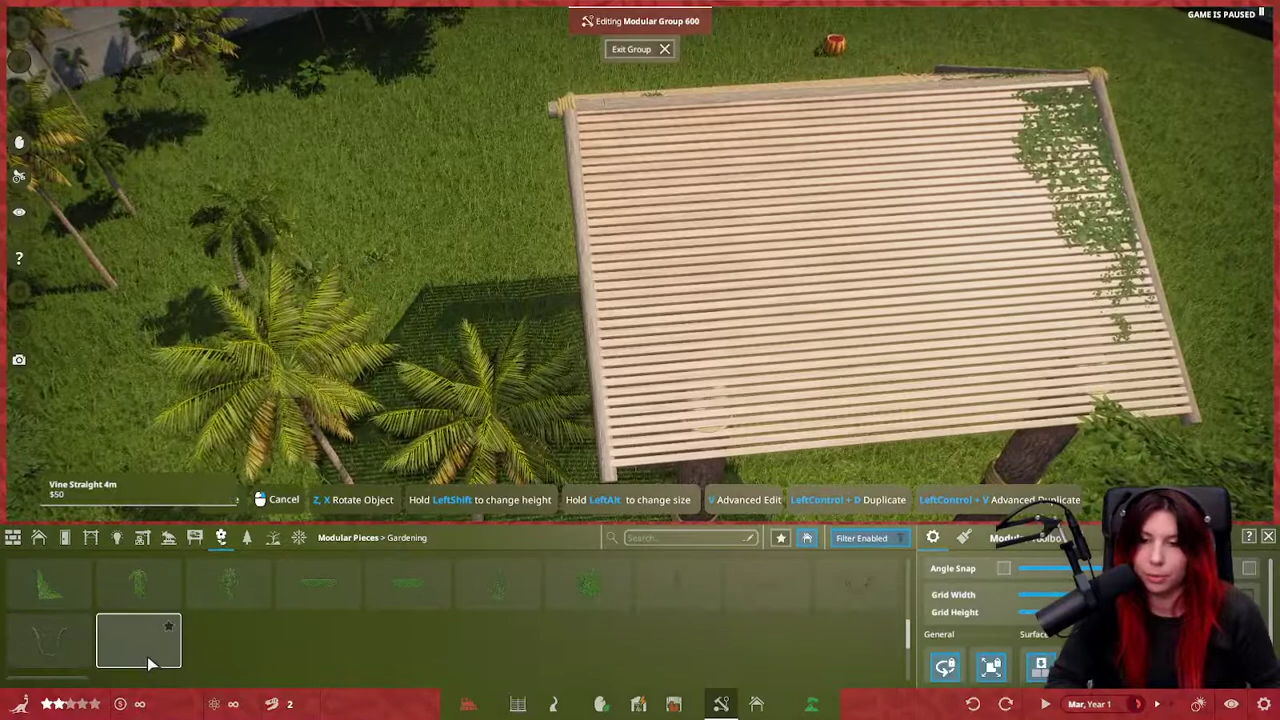 Editing Modular Group 600
GAME IS PAUSED
Exit Group
?
Vine Straight 4m
$50
Cancel
Z, X Rotate Object
Hold LeftShift to change height
Hold LeftAlt to change size
V Advanced Edit
LeftControl + D Duplicate
LeftControl + V Advanced Duplicate
Modular Pieces > Gardening
Search...
Filter Enabled
?
Angle Snap
Grid Width
Grid Height
General
∞
∞
2
Mar, Year 1